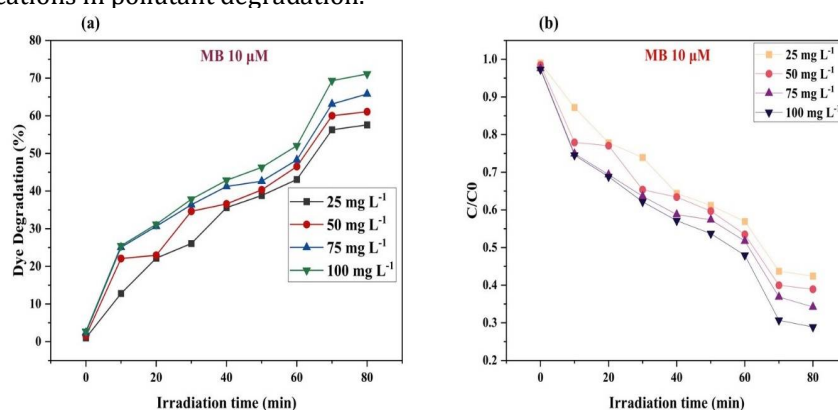 cations in pollutant degradation.
(a)
MB 10 μM
80
70
60
50
40
30
20
10
0
Dye Degradation (%)
25 mg L⁻¹
50 mg L⁻¹
75 mg L⁻¹
100 mg L⁻¹
0 20 40 60 80
Irradiation time (min)
(b)
MB 10 μM
1.0
0.9
0.8
0.7
0.6
0.5
0.4
0.3
0.2
C/C0
25 mg L⁻¹
50 mg L⁻¹
75 mg L⁻¹
100 mg L⁻¹
0 20 40 60 80
Irradiation time (min)